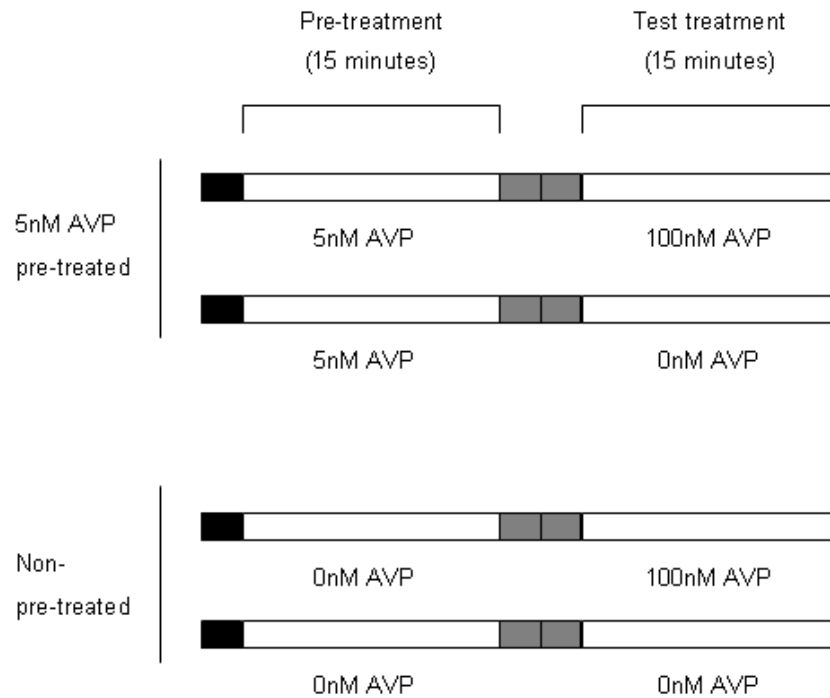 Pre-treatment
(15 minutes)
Test treatment
(15 minutes)
5nM AVP
pre-treated
5nM AVP
100nM AVP
5nM AVP
0nM AVP
Non-
pre-treated
0nM AVP
100nM AVP
0nM AVP
0nM AVP